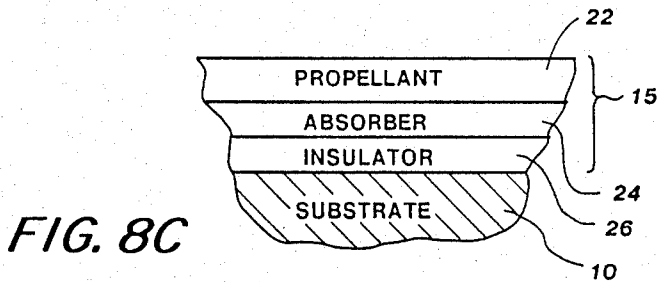 22
PROPELLANT
15
ABSORBER
INSULATOR
24
SUBSTRATE
26
FIG. 8C
10